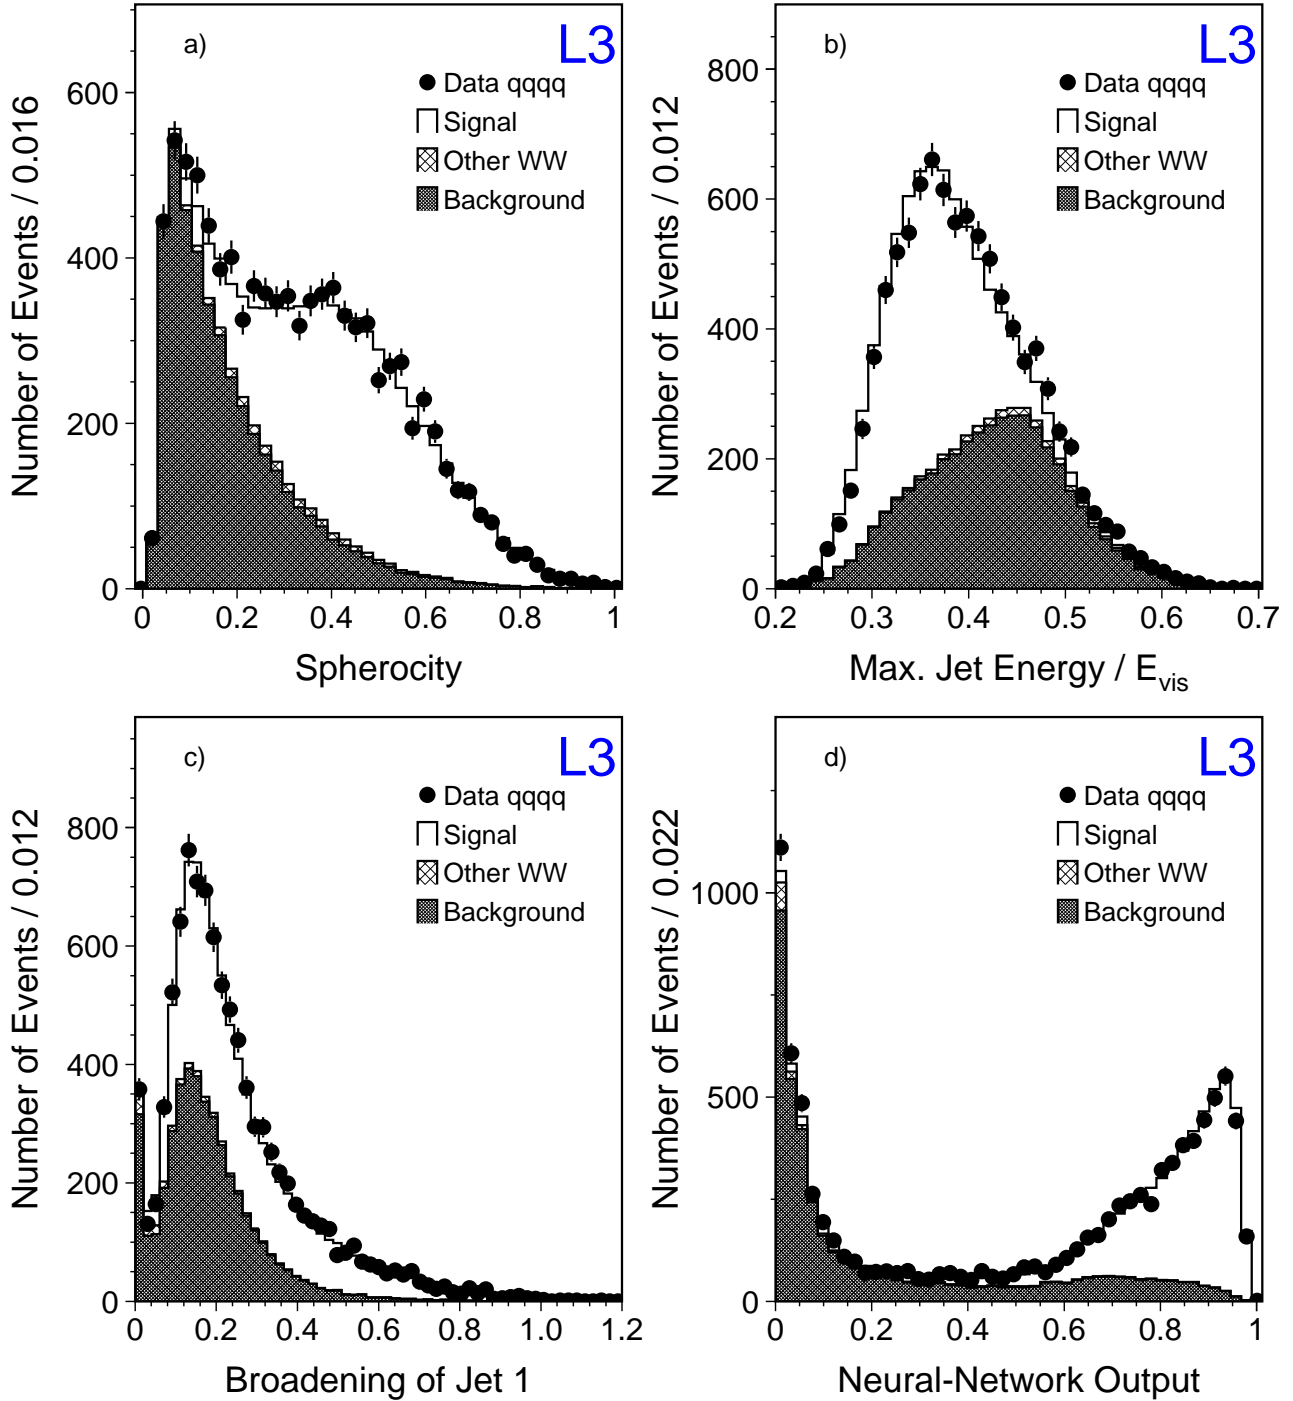 a)
L3
Data qqqq
Signal
Other WW
Background
Number of Events / 0.016
600
400
200
0
0 0.2 0.4 0.6 0.8 1
Spherocity
b)
L3
Data qqqq
Signal
Other WW
Background
Number of Events / 0.012
800
600
400
200
0
0.2 0.3 0.4 0.5 0.6 0.7
Max. Jet Energy / Evis
c)
L3
Data qqqq
Signal
Other WW
Background
Number of Events / 0.012
800
600
400
200
0
0 0.2 0.4 0.6 0.8 1.0 1.2
Broadening of Jet 1
d)
L3
Data qqqq
Signal
Other WW
Background
Number of Events / 0.022
1000
500
0
0 0.2 0.4 0.6 0.8 1
Neural-Network Output